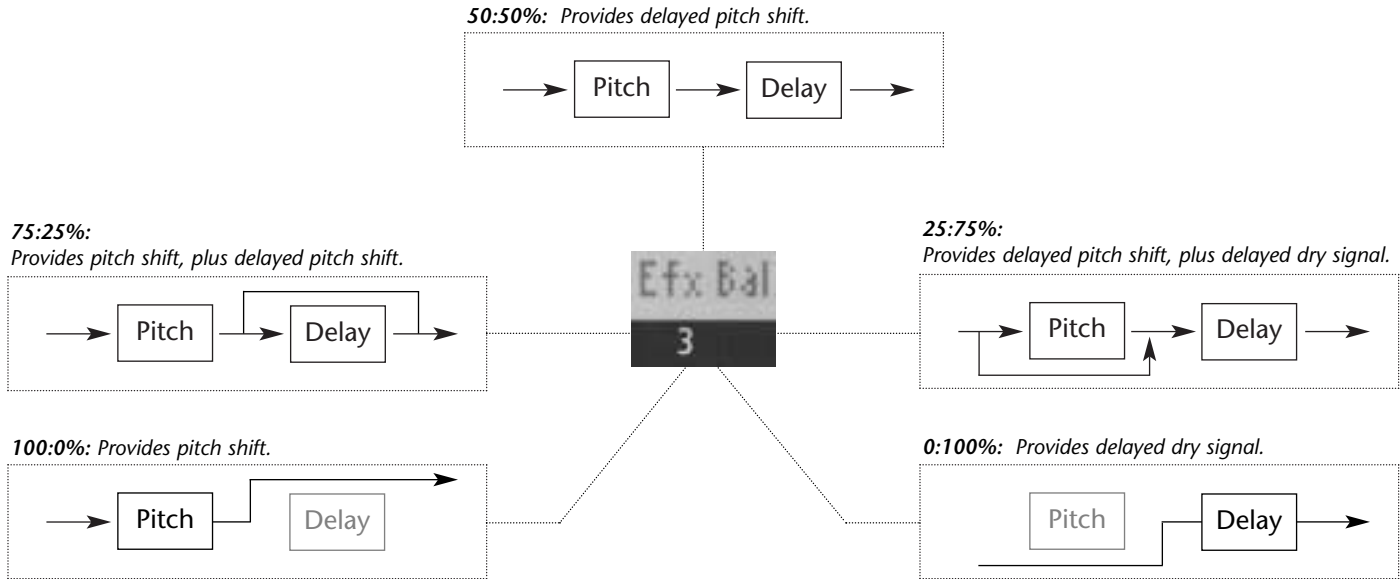 50:50%: Provides delayed pitch shift.
Pitch
Delay
75:25%:
Provides pitch shift, plus delayed pitch shift.
Pitch
Delay
Efx Bal
3
25:75%:
Provides delayed pitch shift, plus delayed dry signal.
Pitch
Delay
100:0%: Provides pitch shift.
Pitch
Delay
0:100%: Provides delayed dry signal.
Pitch
Delay